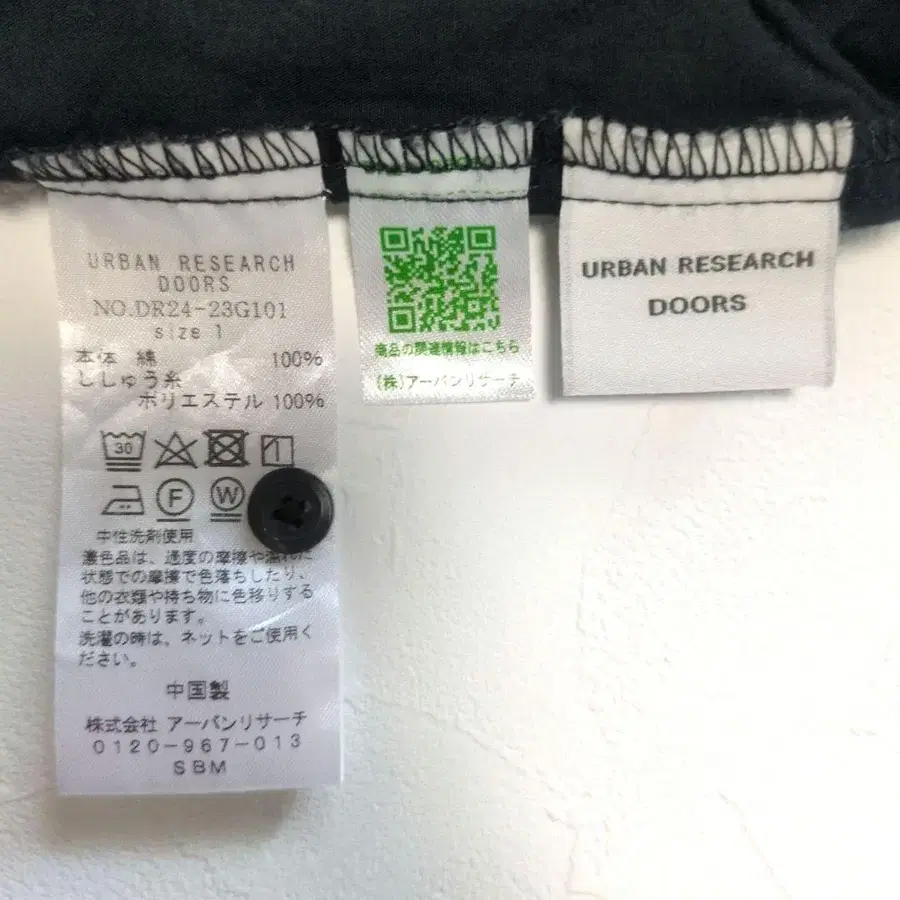 URBAN RESEARCH
DOORS
NO.DR24-23G101
size 1
本体 綿 100%
ししゅう糸
ポリエステル 100%
30
F
W
中性洗剤使用
濃色品は、過度の摩擦や濡れた
状態での摩擦で色落ちしたり、
他の衣類や持ち物に色移りする
ことがあります。
洗濯の時は、ネットをご使用く
ださい。
中国製
株式会社 アーバンリサーチ
0120-967-013
SBM
商品の関連情報はこちら
(株)アーバンリサーチ
URBAN RESEARCH
DOORS